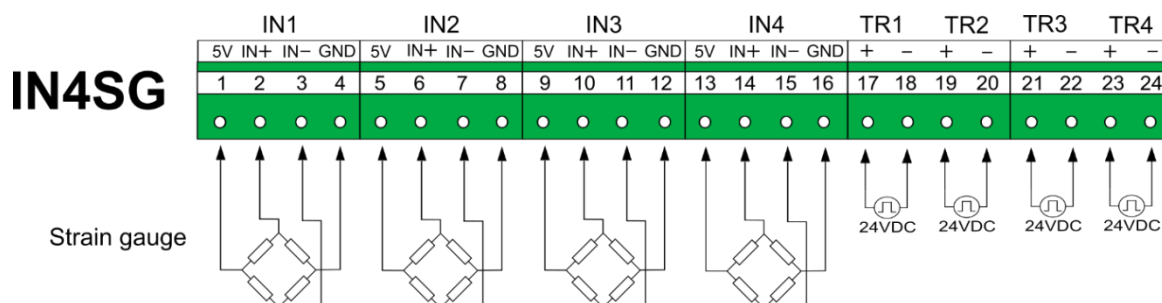 IN1 IN2 IN3 IN4 TR1 TR2 TR3 TR4
5V IN+ IN− GND 5V IN+ IN− GND 5V IN+ IN− GND 5V IN+ IN− GND + − + − + − + −
IN4SG 1 2 3 4 5 6 7 8 9 10 11 12 13 14 15 16 17 18 19 20 21 22 23 24
24VDC 24VDC 24VDC 24VDC
Strain gauge